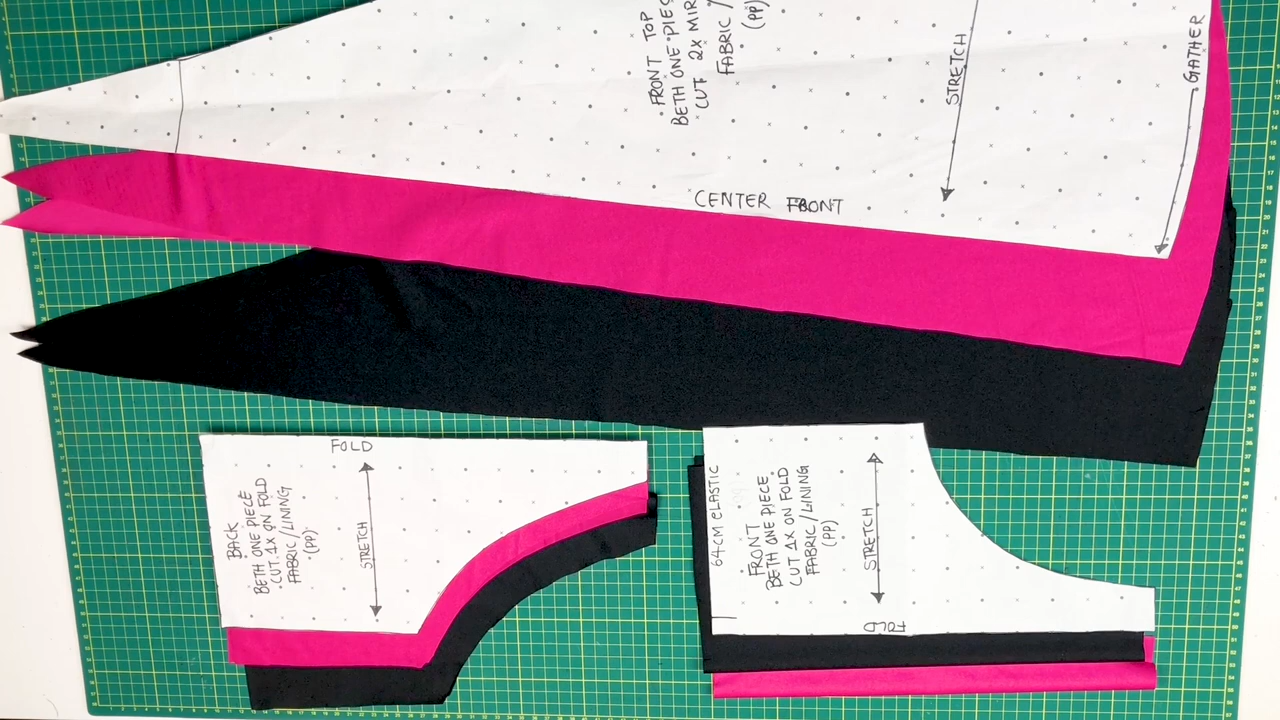 FRONT TOP
BETH ONE PIEC
CUT 2X MIR
FABRIC /
(PP)
STRETCH
GATHER
CENTER FRONT
FOLD
BACK
BETH ONE PIECE
CUT 1X ON FOLD
FABRIC/LINING
(PP)
STRETCH
64CM ELASTIC
FRONT
BETH ONE PIECE
CUT 1X ON FOLD
FABRIC/LINING
(PP)
STRETCH
FOLD